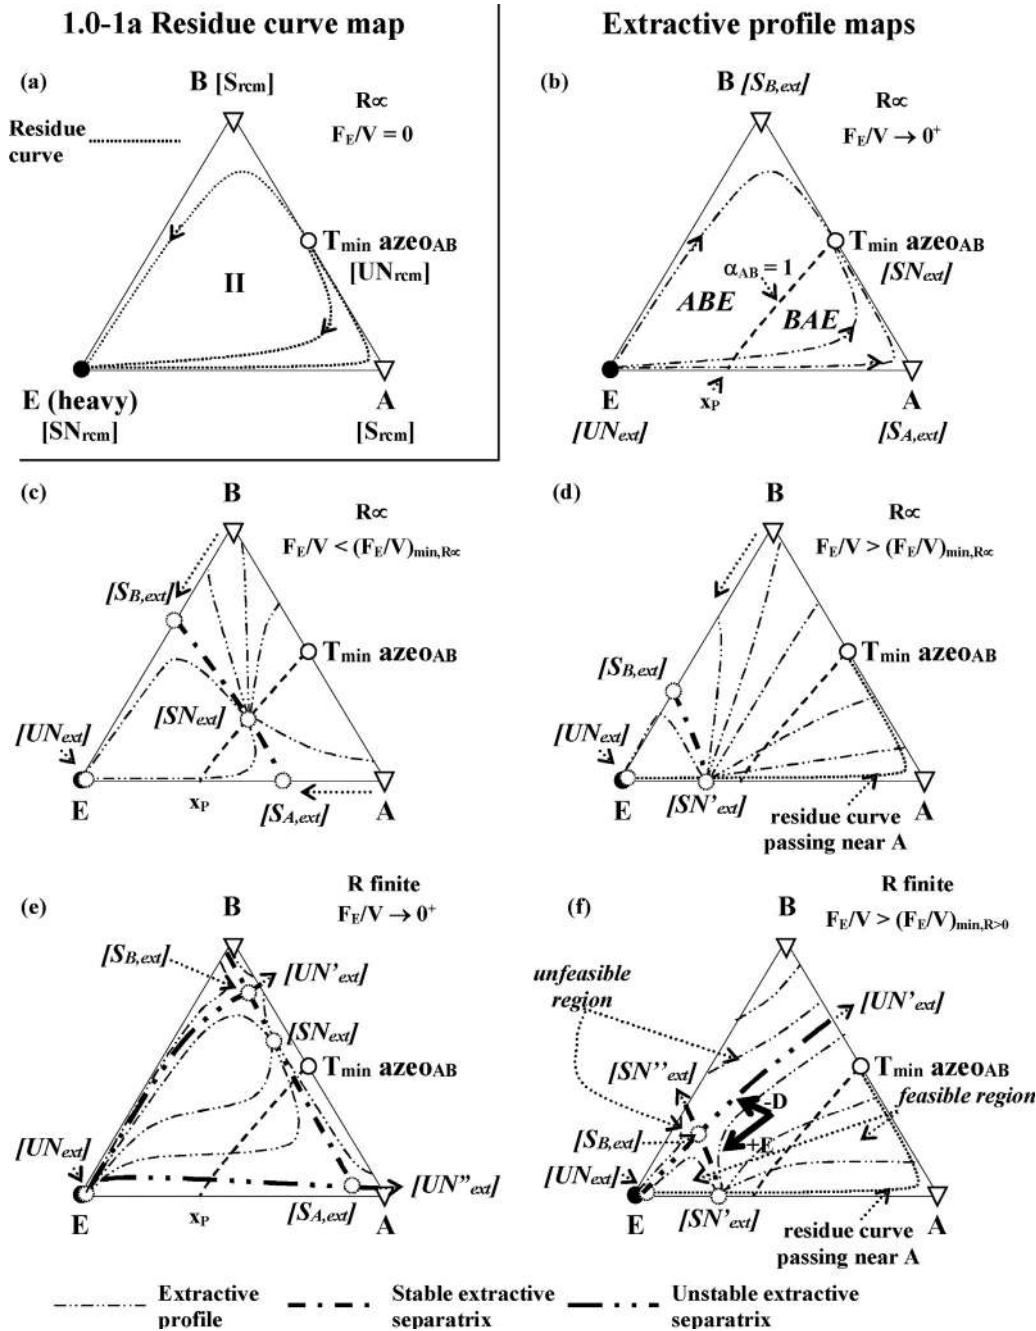 1.0-1a Residue curve map
Extractive profile maps
(a)
B [Srcm]
R∝
FE/V = 0
Residue
curve
Tmin azeoAB
[UNrcm]
II
E (heavy)
[SNrcm]
A
[Srcm]
(b)
B [SB,ext]
R∝
FE/V → 0+
Tmin azeoAB
[SNext]
αAB = 1
ABE
BAE
xP
E
[UNext]
A
[SA,ext]
(c)
B
R∝
FE/V < (FE/V)min,R∝
[SB,ext]
Tmin azeoAB
[SNext]
[UNext]
E
xP
[SA,ext]
A
(d)
B
R∝
FE/V > (FE/V)min,R∝
Tmin azeoAB
[SB,ext]
[UNext]
E
[SN'ext]
residue curve
passing near A
A
(e)
R finite
FE/V → 0+
B
[SB,ext]
[UN'ext]
[SNext]
Tmin azeoAB
[UNext]
E
xP
[SA,ext]
A
[UN"ext]
(f)
R finite
FE/V > (FE/V)min,R>0
B
unfeasible
region
[UN'ext]
Tmin azeoAB
[SN''ext]
feasible
region
-D
[SB,ext]
+E
[UNext]
E
[SN'ext]
residue curve
passing near A
A
Extractive
profile
Stable extractive
separatrix
Unstable extractive
separatrix